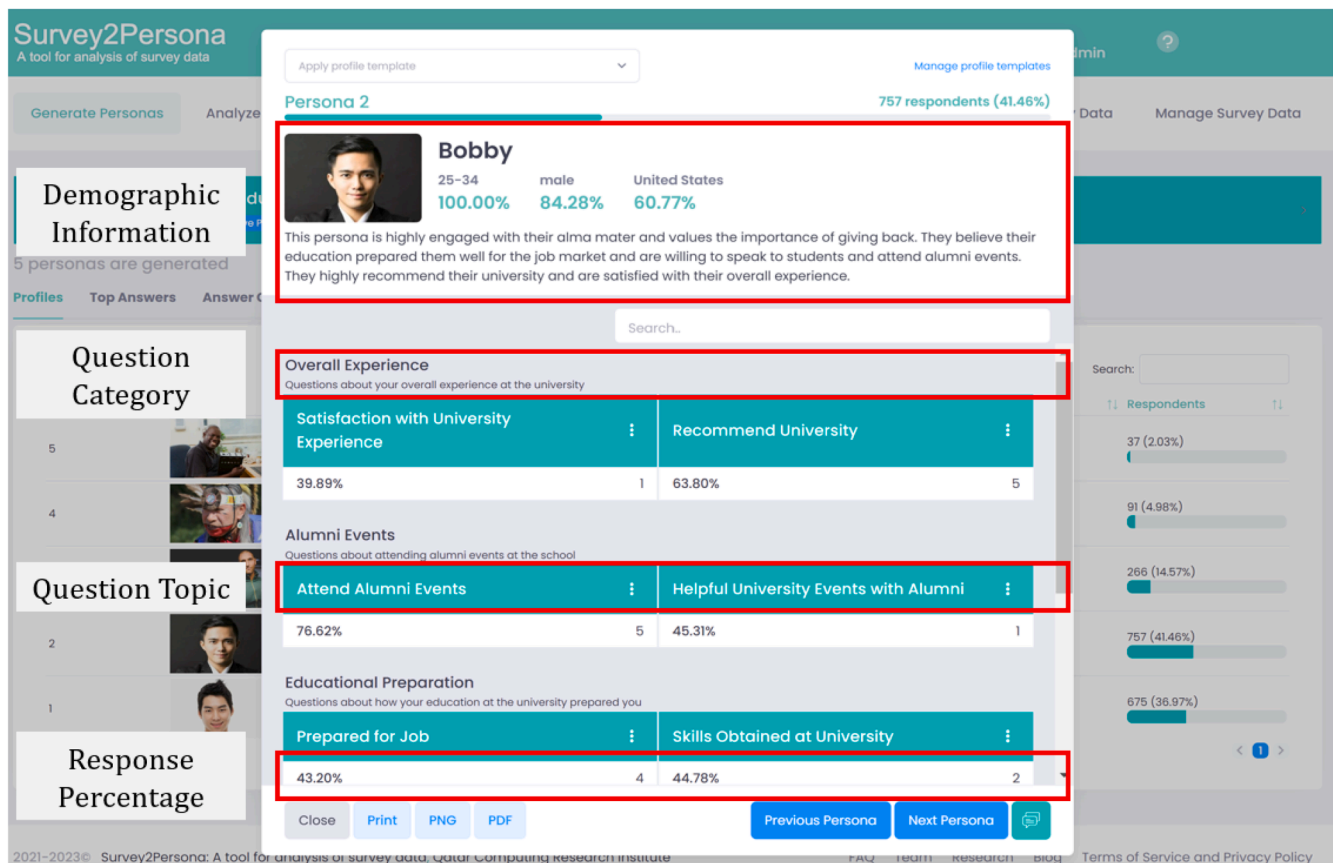 Survey2Persona
A tool for analysis of survey data
dmin
?
Generate Personas
Analyze
Data
Manage Survey Data
Apply profile template
Manage profile templates
Persona 2
757 respondents (41.46%)
Bobby
25-34 male United States
100.00% 84.28% 60.77%
This persona is highly engaged with their alma mater and values the importance of giving back. They believe their
education prepared them well for the job market and are willing to speak to students and attend alumni events.
They highly recommend their university and are satisfied with their overall experience.
Demographic
Information
5 personas are generated
Profiles Top Answers Answer
Search..
Question
Category
Overall Experience
Questions about your overall experience at the university
Satisfaction with University
Experience
Recommend University
39.89% 1 63.80% 5
Search:
Respondents
5
37 (2.03%)
4
91 (4.98%)
Alumni Events
Questions about attending alumni events at the school
Question Topic
Attend Alumni Events Helpful University Events with Alumni
76.62% 5 45.31% 1
266 (14.57%)
2
757 (41.46%)
Educational Preparation
Questions about how your education at the university prepared you
1
675 (36.97%)
Prepared for Job Skills Obtained at University
Response
Percentage
43.20% 4 44.78% 2
< 1 >
Close Print PNG PDF Previous Persona Next Persona
2021-2023© Survey2Persona: A tool for analysis of survey data, Qatar Computing Research Institute
FAQ Team Research Blog Terms of Service and Privacy Policy